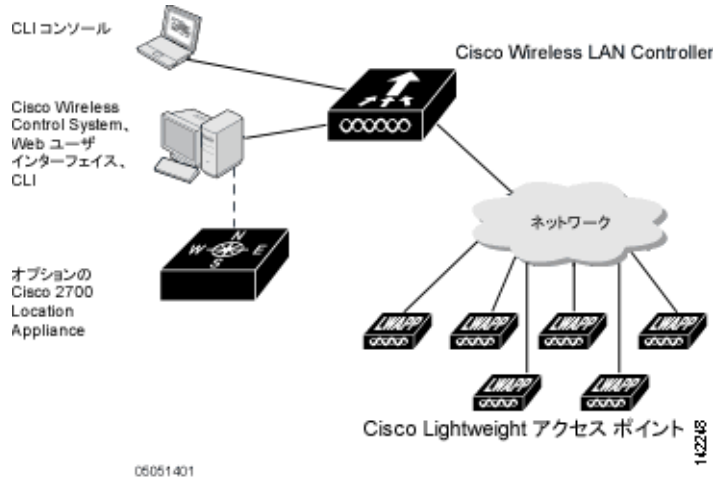 CLI コンソール
Cisco Wireless LAN Controller
Cisco Wireless
Control System、
Web ユーザ
インターフェイス、
CLI
N
W
E
S
オプションの
Cisco 2700
Location
Appliance
ネットワーク
LWAPP
LWAPP
LWAPP
LWAPP
LWAPP
LWAPP
Cisco Lightweight アクセス ポイント
142248
05051401